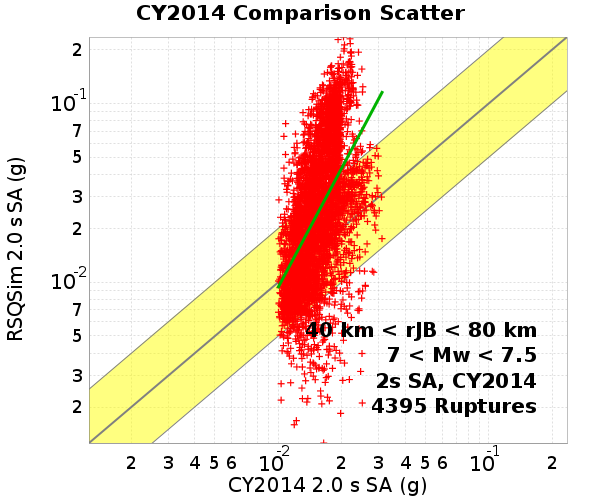 CY2014 Comparison Scatter
RSQSim 2.0 s SA (g)
2
10-1
7
5
3
2
10-2
7
5
3
2
40 km < rJB < 80 km
7 < Mw < 7.5
2s SA, CY2014
4395 Ruptures
2 3 4 5 6 10-2 2 3 4 5 6 10-1 2
CY2014 2.0 s SA (g)